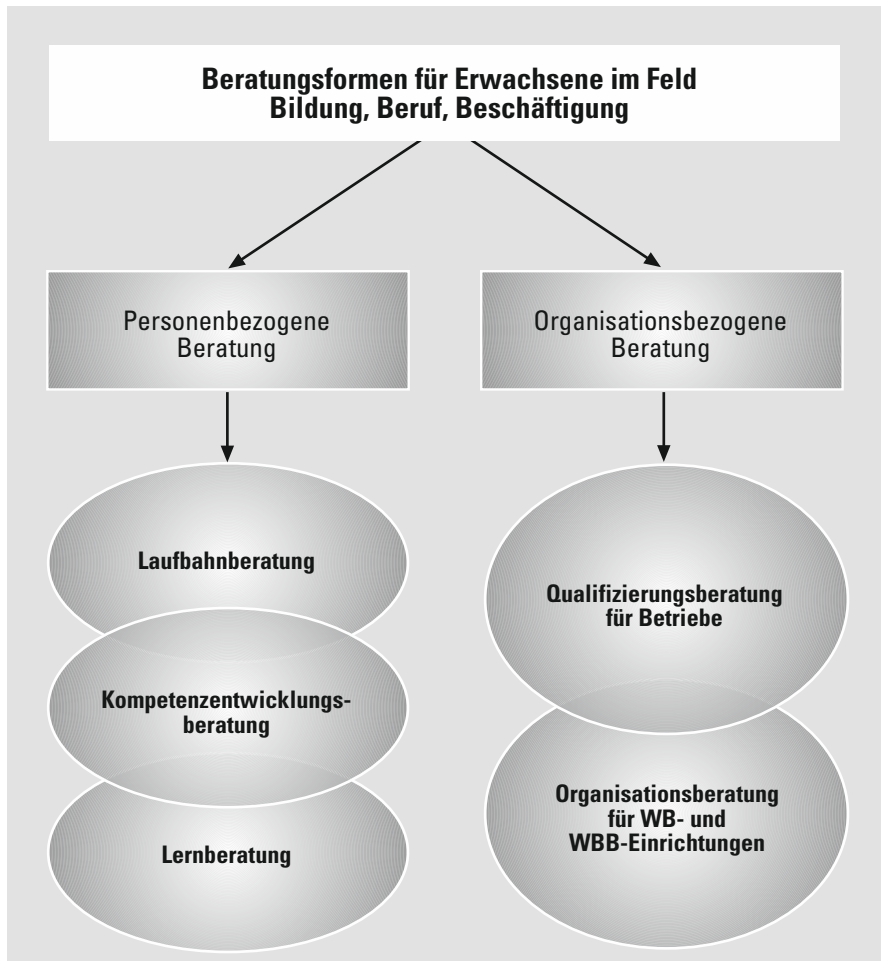 Beratungsformen für Erwachsene im Feld
Bildung, Beruf, Beschäftigung
Personenbezogene
Beratung
Organisationsbezogene
Beratung
Laufbahnberatung
Kompetenzentwicklungs-
beratung
Lernberatung
Qualifizierungsberatung
für Betriebe
Organisationsberatung
für WB- und
WBB-Einrichtungen